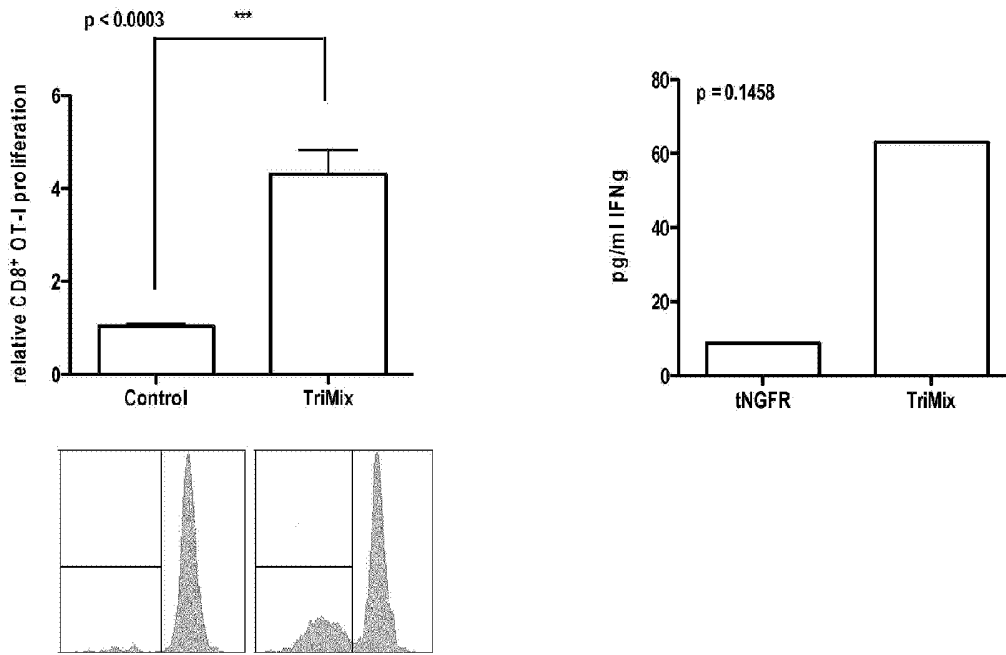 p < 0.0003 ***
relative CD8⁺ OT-I proliferation
6
4
2
0
Control TriMix
p = 0.1458
pg/ml IFNg
80
60
40
20
0
tNGFR TriMix